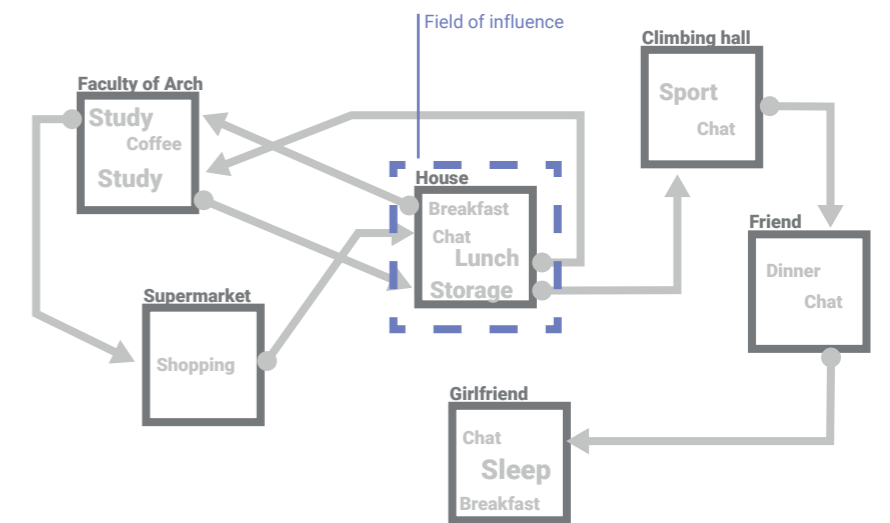 Field of influence
Climbing hall
Sport
Chat
Faculty of Arch
Study
Coffee
Study
House
Breakfast
Chat
Lunch
Storage
Friend
Dinner
Chat
Supermarket
Shopping
Girlfriend
Chat
Sleep
Breakfast